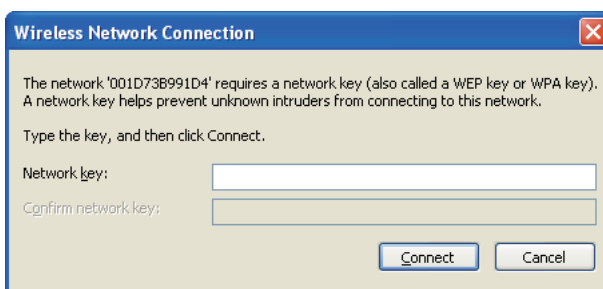 Wireless Network Connection
The network '001D73B991D4' requires a network key (also called a WEP key or WPA key).
A network key helps prevent unknown intruders from connecting to this network.
Type the key, and then click Connect.
Network key:
Confirm network key:
Connect Cancel